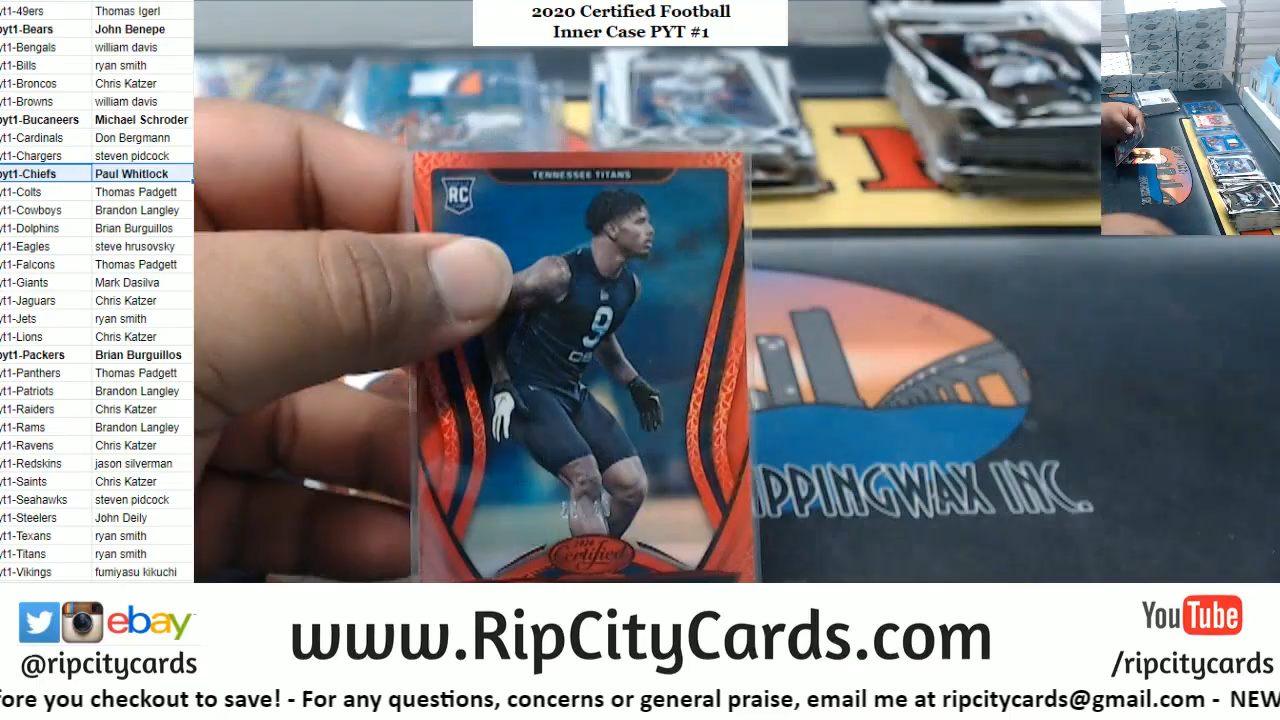 yt1-49ers Thomas Igerl
pyt1-Bears John Benepe
yt1-Bengals william davis
yt1-Bills ryan smith
yt1-Broncos Chris Katzer
yt1-Browns william davis
pyt1-Bucaneers Michael Schroder
yt1-Cardinals Don Bergmann
yt1-Chargers steven pidcock
pyt1-Chiefs Paul Whitlock
yt1-Colts Thomas Padgett
yt1-Cowboys Brandon Langley
yt1-Dolphins Brian Burguillos
yt1-Eagles steve hrusovsky
yt1-Falcons Thomas Padgett
yt1-Giants Mark Dasilva
yt1-Jaguars Chris Katzer
yt1-Jets ryan smith
yt1-Lions Chris Katzer
pyt1-Packers Brian Burguillos
yt1-Panthers Thomas Padgett
yt1-Patriots Brandon Langley
yt1-Raiders Chris Katzer
yt1-Rams Brandon Langley
yt1-Ravens Chris Katzer
yt1-Redskins jason silverman
yt1-Saints Chris Katzer
yt1-Seahawks steven pidcock
yt1-Steelers John Deily
yt1-Texans ryan smith
yt1-Titans ryan smith
yt1-Vikings fumiyasu kikuchi
2020 Certified Football
Inner Case PYT #1
TENNESSEE TITANS
RC
9
2020
Certified
IPPINGWAX INC.
ebay
@ripcitycards
www.RipCityCards.com
YouTube
/ripcitycards
fore you checkout to save! - For any questions, concerns or general praise, email me at ripcitycards@gmail.com - NEW